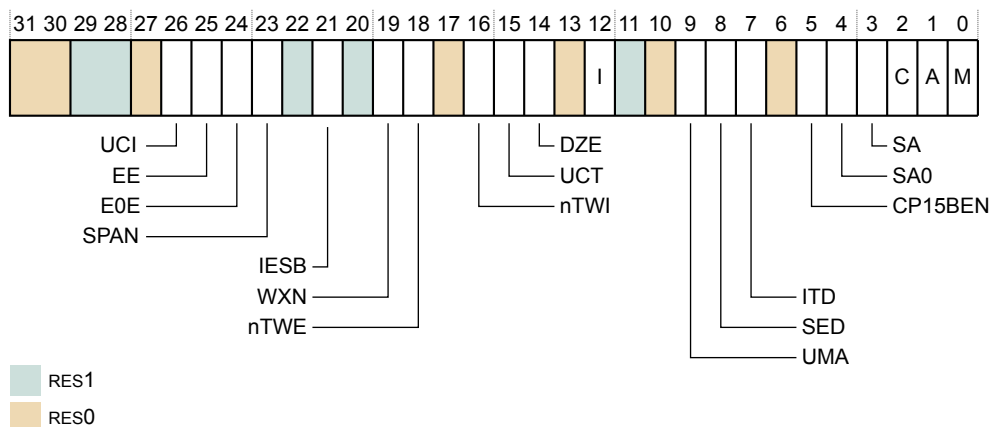 31 30 29 28 27 26 25 24 23 22 21 20 19 18 17 16 15 14 13 12 11 10 9 8 7 6 5 4 3 2 1 0
I C A M
UCI DZE SA
EE UCT SA0
E0E nTWI CP15BEN
SPAN
IESB
WXN ITD
nTWE SED
UMA
RES1
RES0